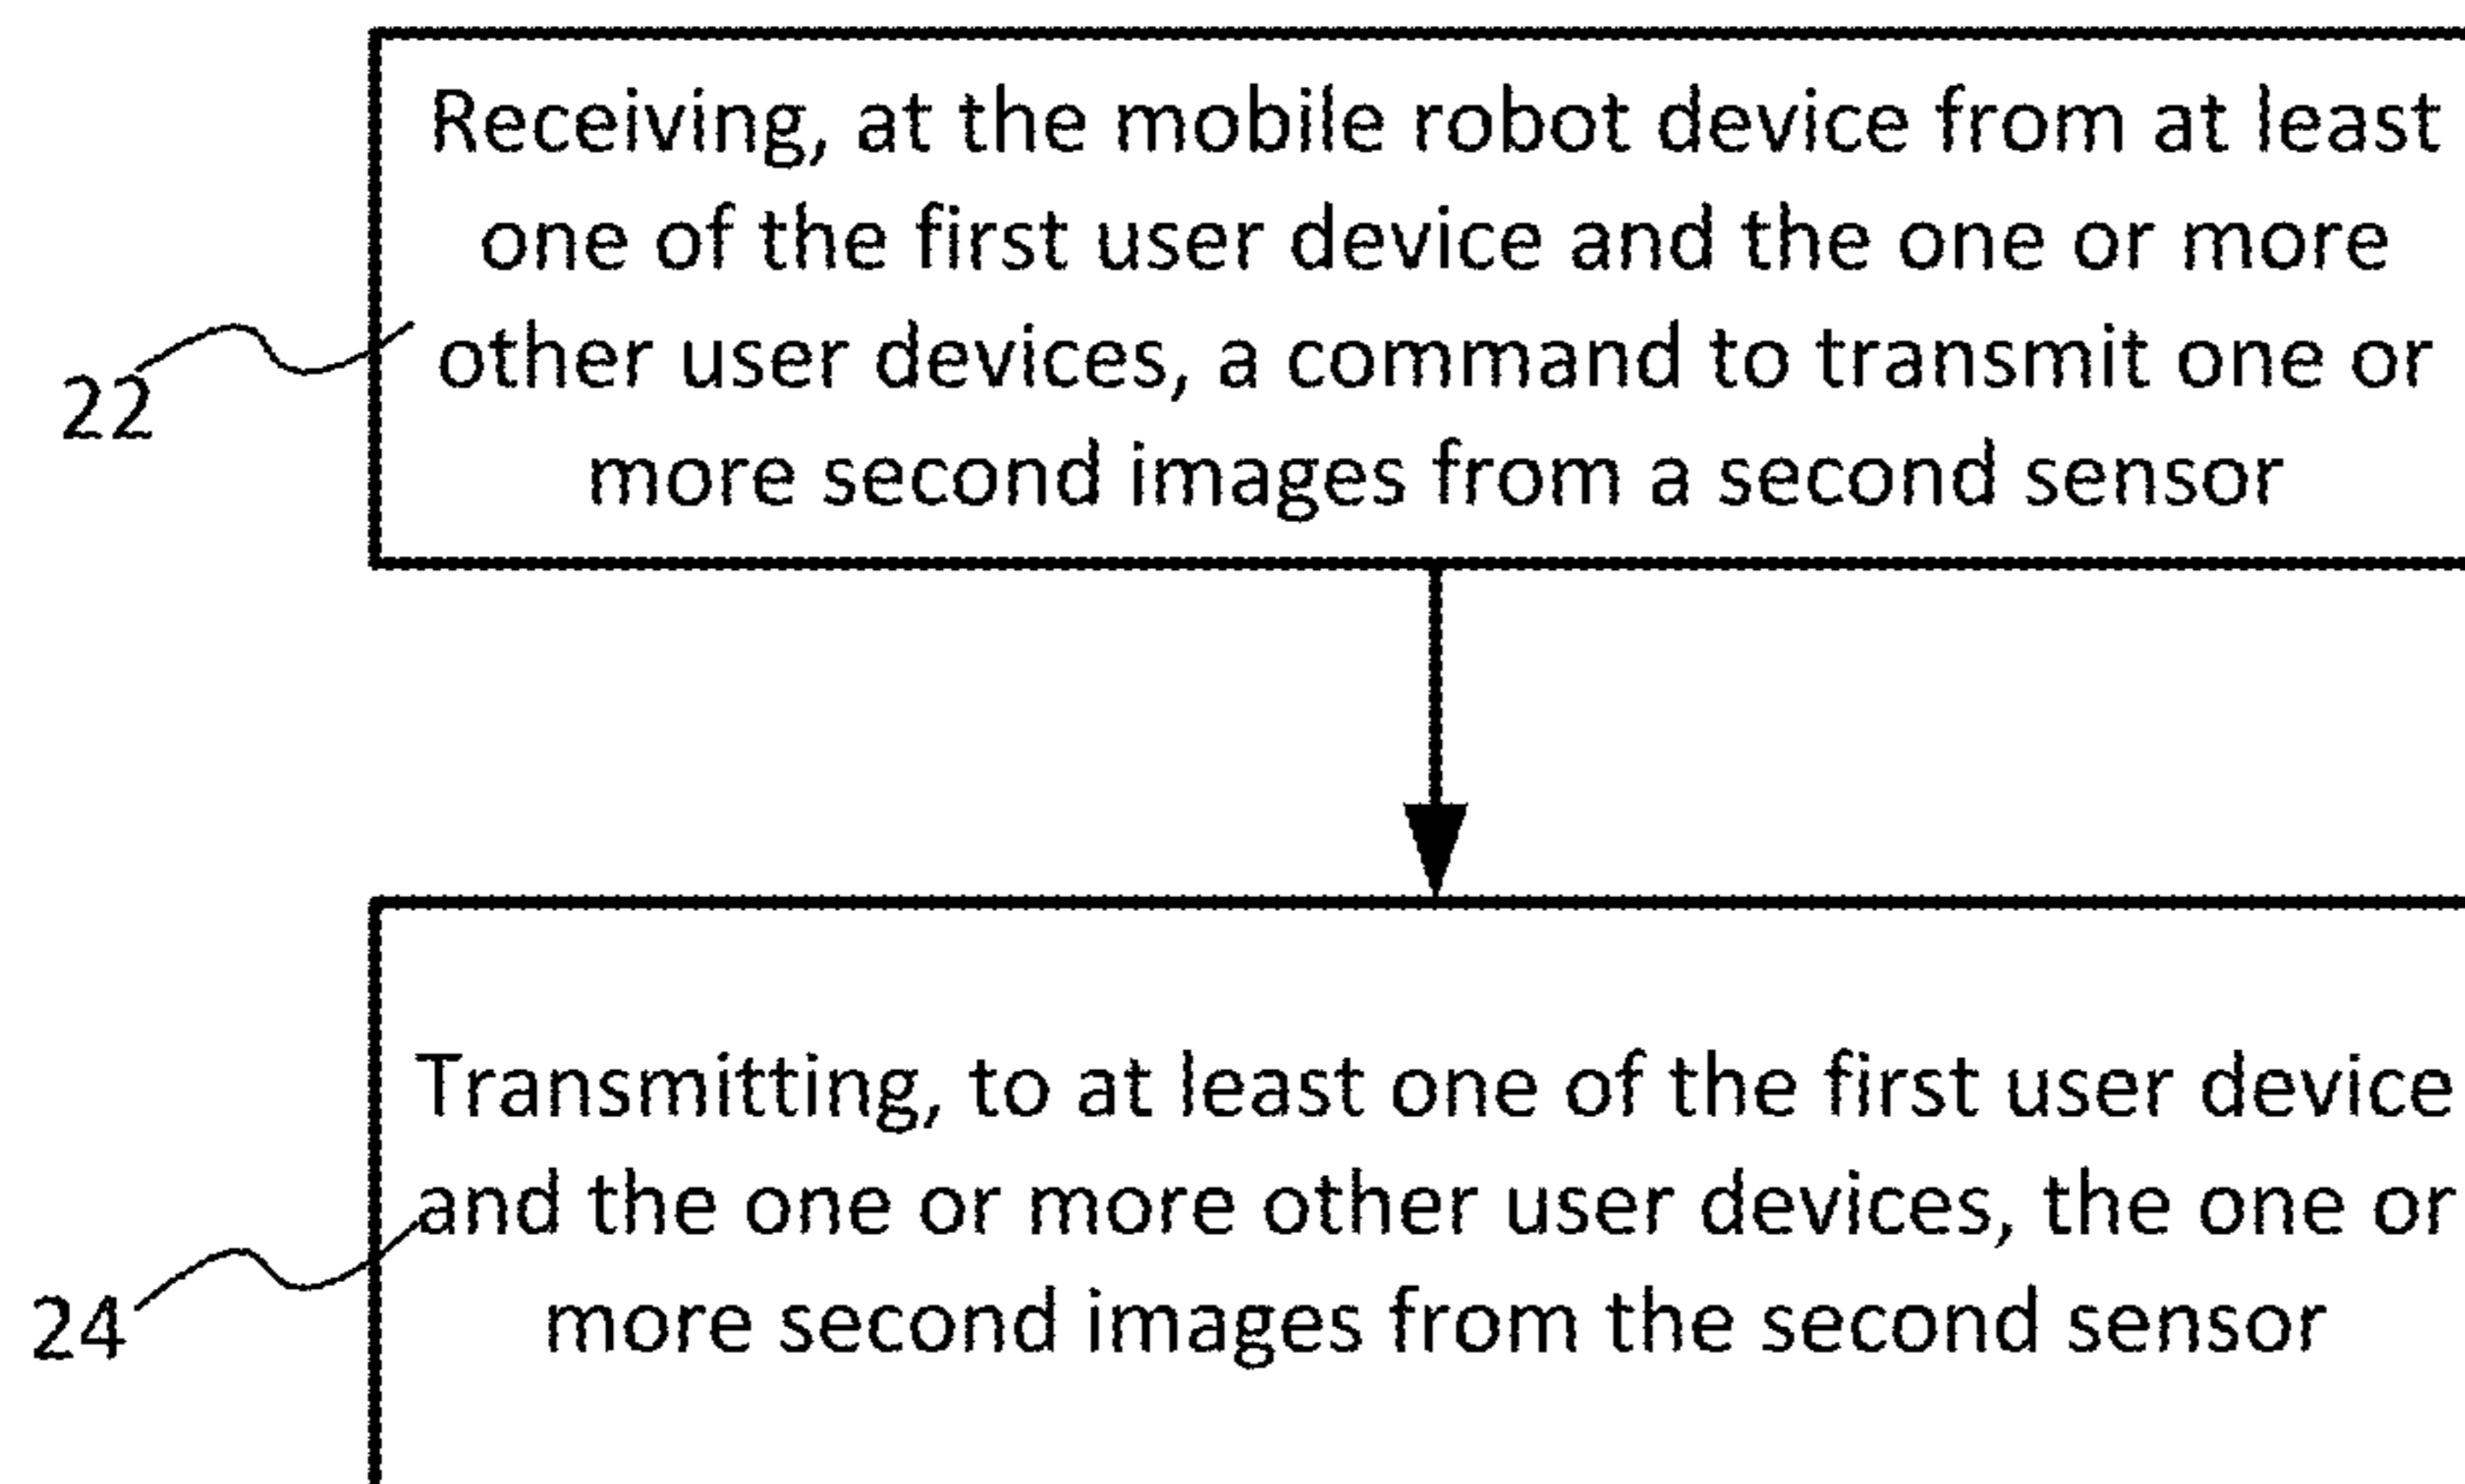 Receiving, at the mobile robot device from at least
one of the first user device and the one or more
other user devices, a command to transmit one or
more second images from a second sensor
22
Transmitting, to at least one of the first user device
and the one or more other user devices, the one or
more second images from the second sensor
24